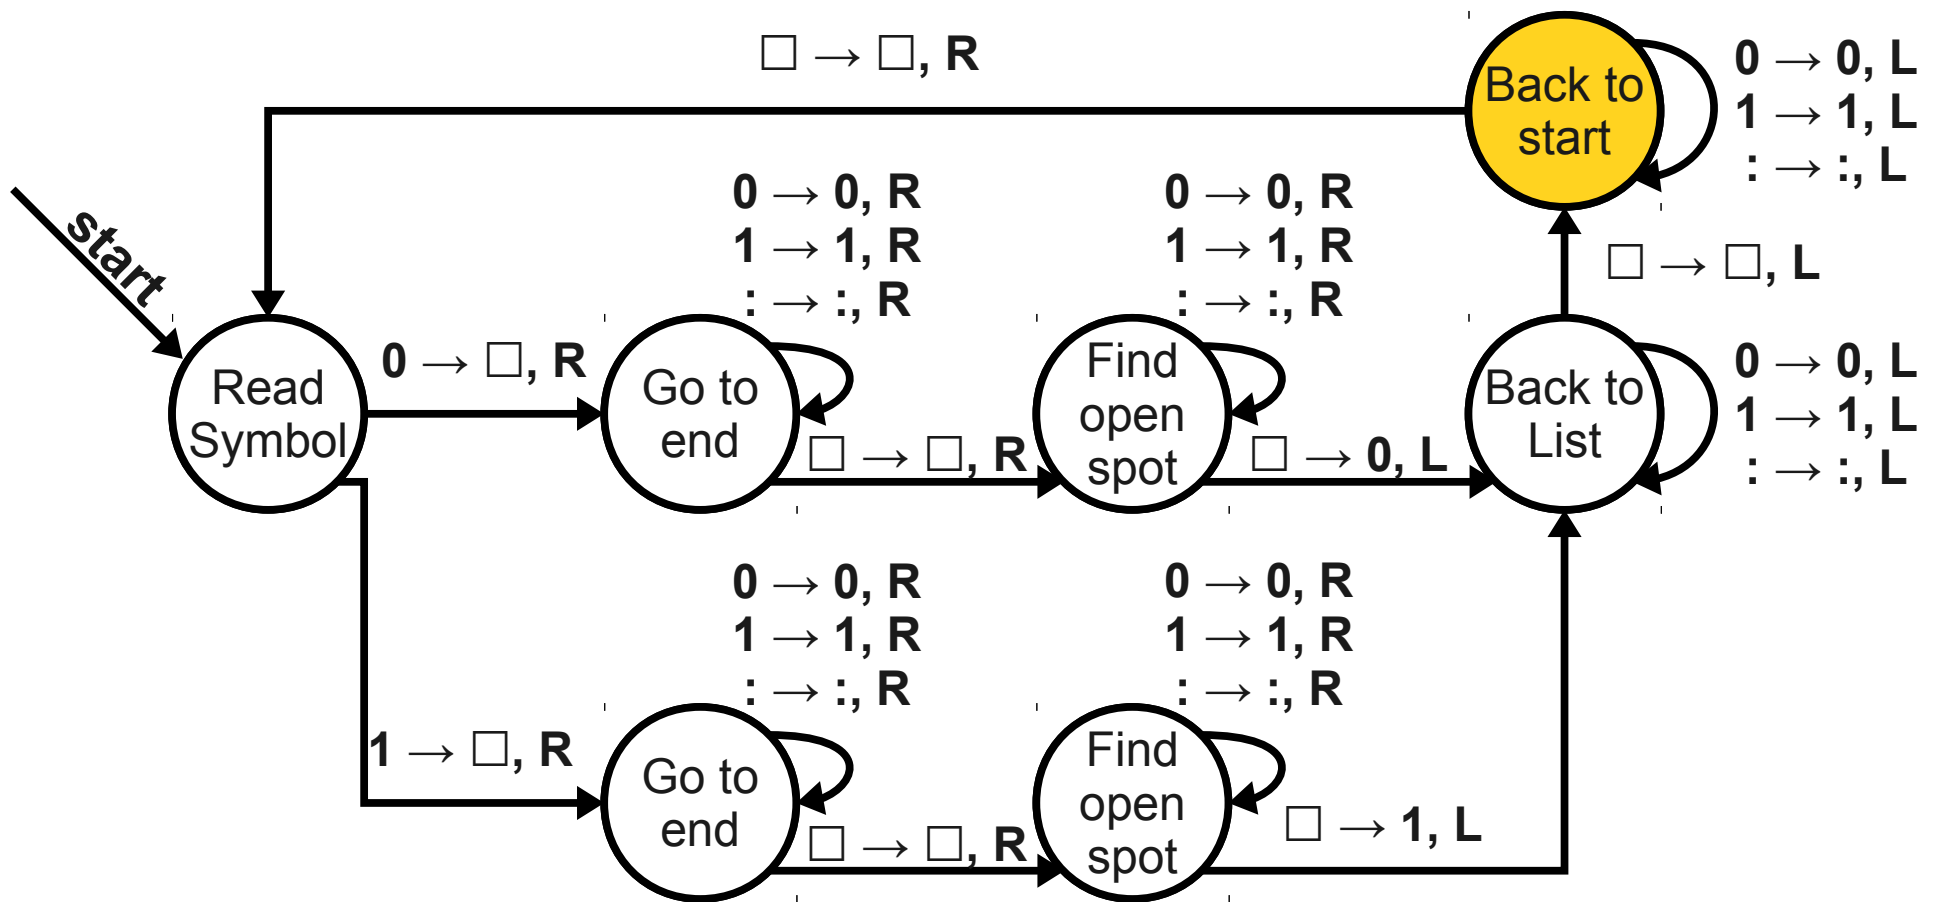 □ → □, R
Back to
start
0 → 0, L
1 → 1, L
: → :, L
start
0 → 0, R
1 → 1, R
: → :, R
0 → 0, R
1 → 1, R
: → :, R
□ → □, L
Read
Symbol
0 → □, R
Go to
end
□ → □, R
Find
open
spot
□ → 0, L
Back to
List
0 → 0, L
1 → 1, L
: → :, L
0 → 0, R
1 → 1, R
: → :, R
0 → 0, R
1 → 1, R
: → :, R
1 → □, R
Go to
end
□ → □, R
Find
open
spot
□ → 1, L